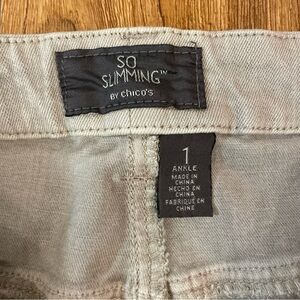 SO
SLIMMING™
BY chico's
1
ANKLE
MADE IN
CHINA
HECHO EN
CHINA
FABRIQUÉ EN
CHINE